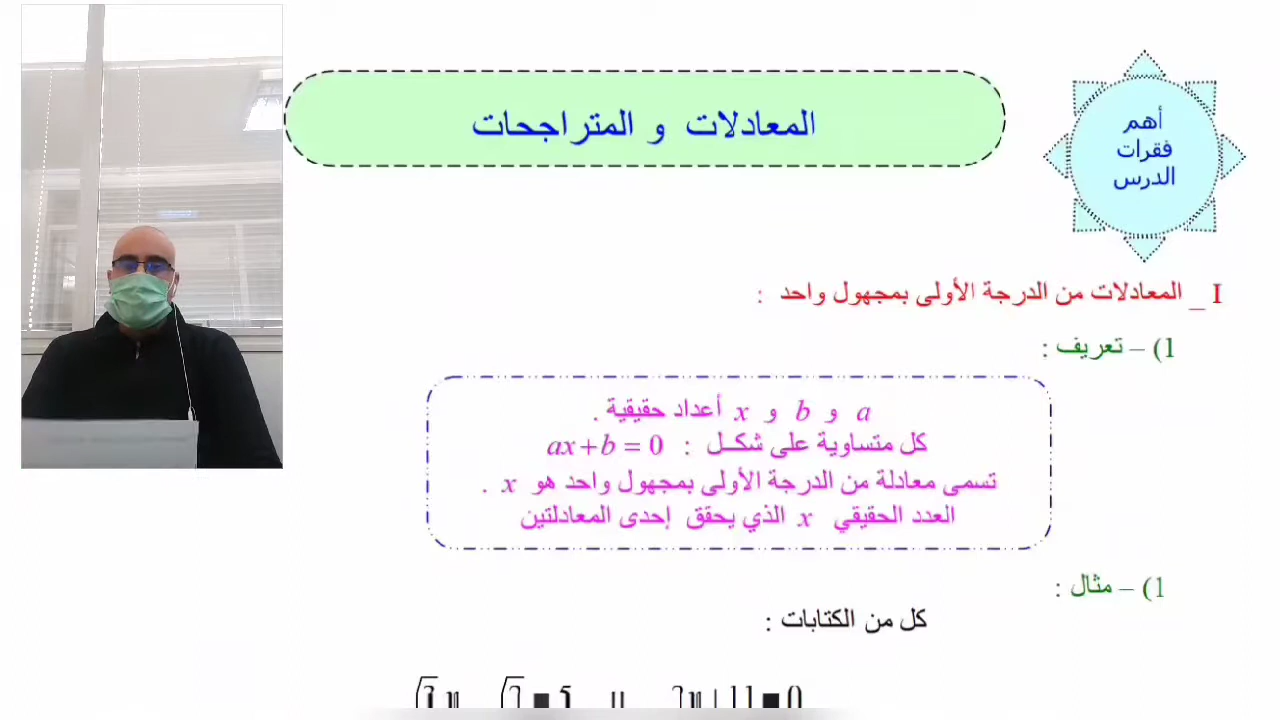 المعادلات و المتراجحات
أهم
فقرات
الدرس
I _ المعادلات من الدرجة الأولى بمجهول واحد :
1) – تعريف :
a و b و x أعداد حقيقية .
كل متساوية على شكـل : ax + b = 0
تسمى معادلة من الدرجة الأولى بمجهول واحد هو x .
العدد الحقيقي x الذي يحقق إحدى المعادلتين
1) – مثال :
كل من الكتابات :